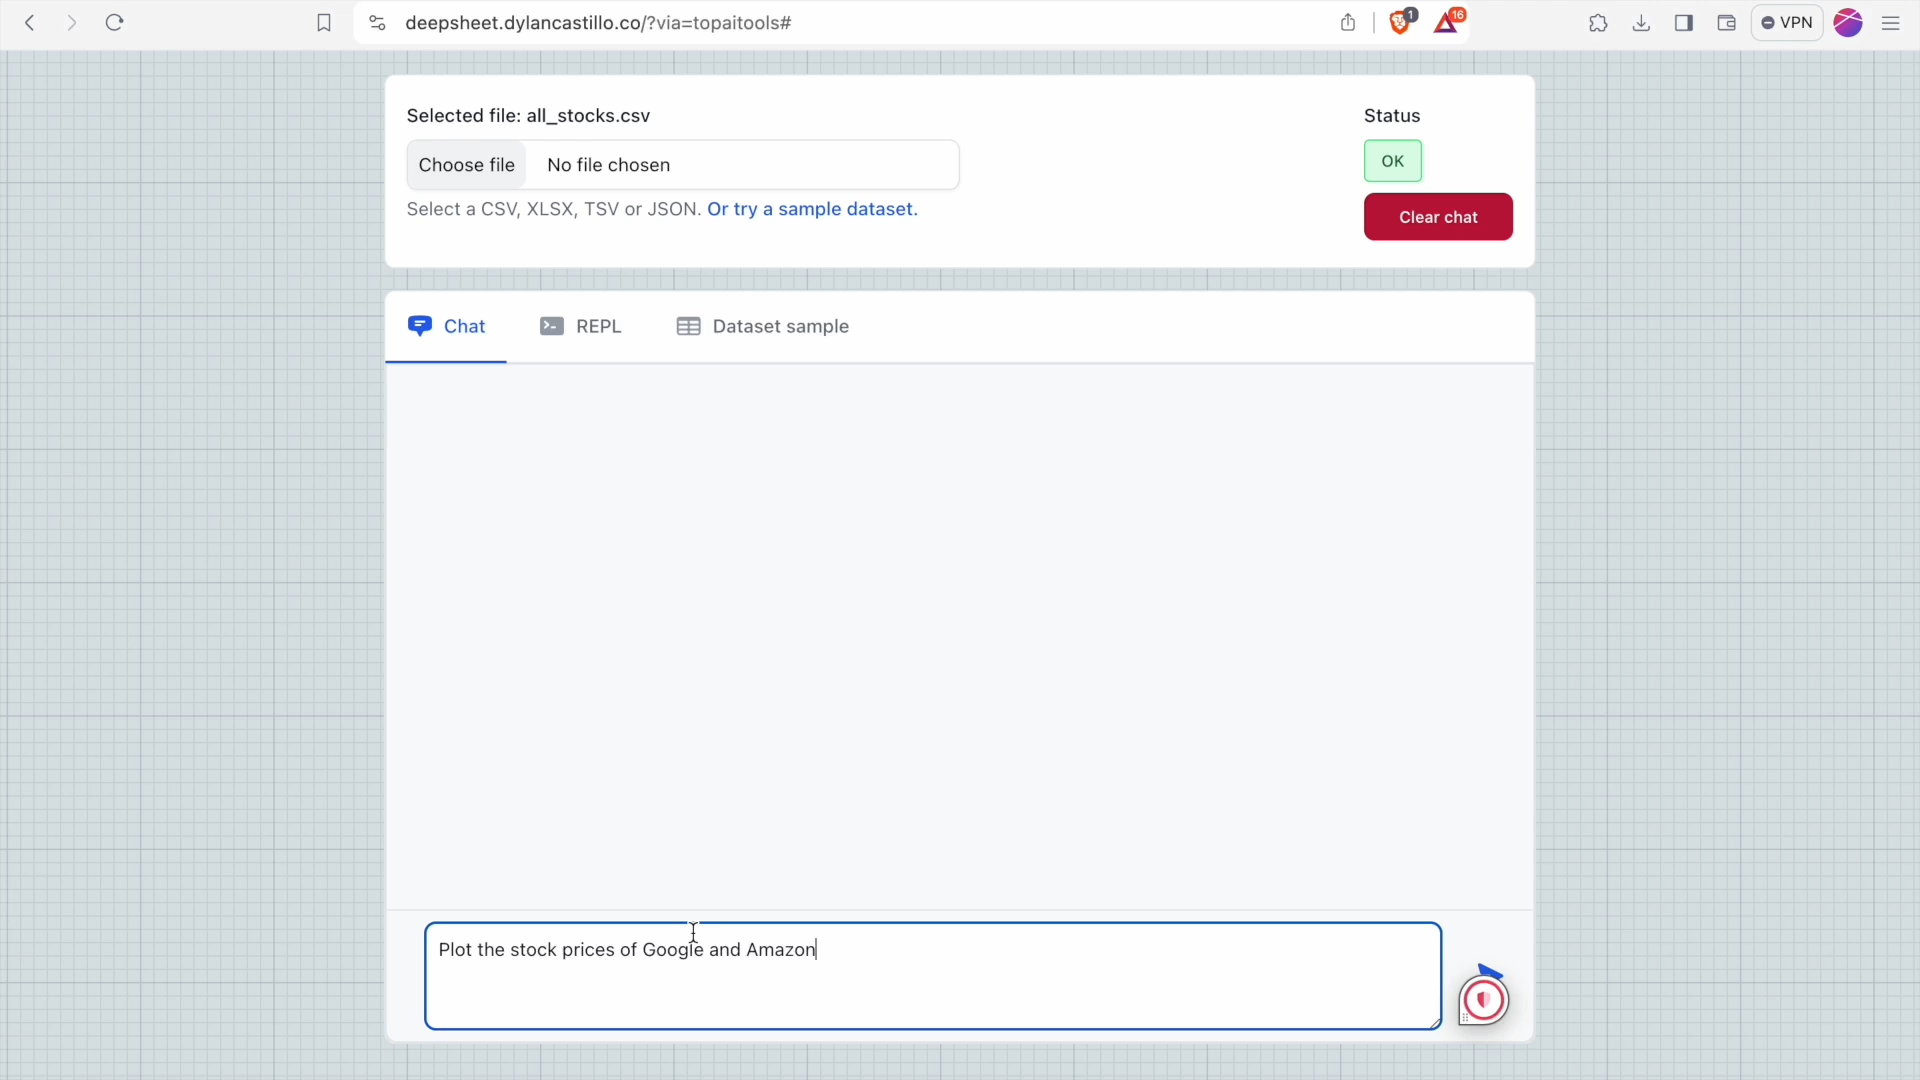 deepsheet.dylancastillo.co/?via=topaitools#
1
16
VPN
Selected file: all_stocks.csv
Status
Choose file
No file chosen
OK
Select a CSV, XLSX, TSV or JSON. Or try a sample dataset.
Clear chat
Chat
REPL
Dataset sample
Plot the stock prices of Google and Amazon